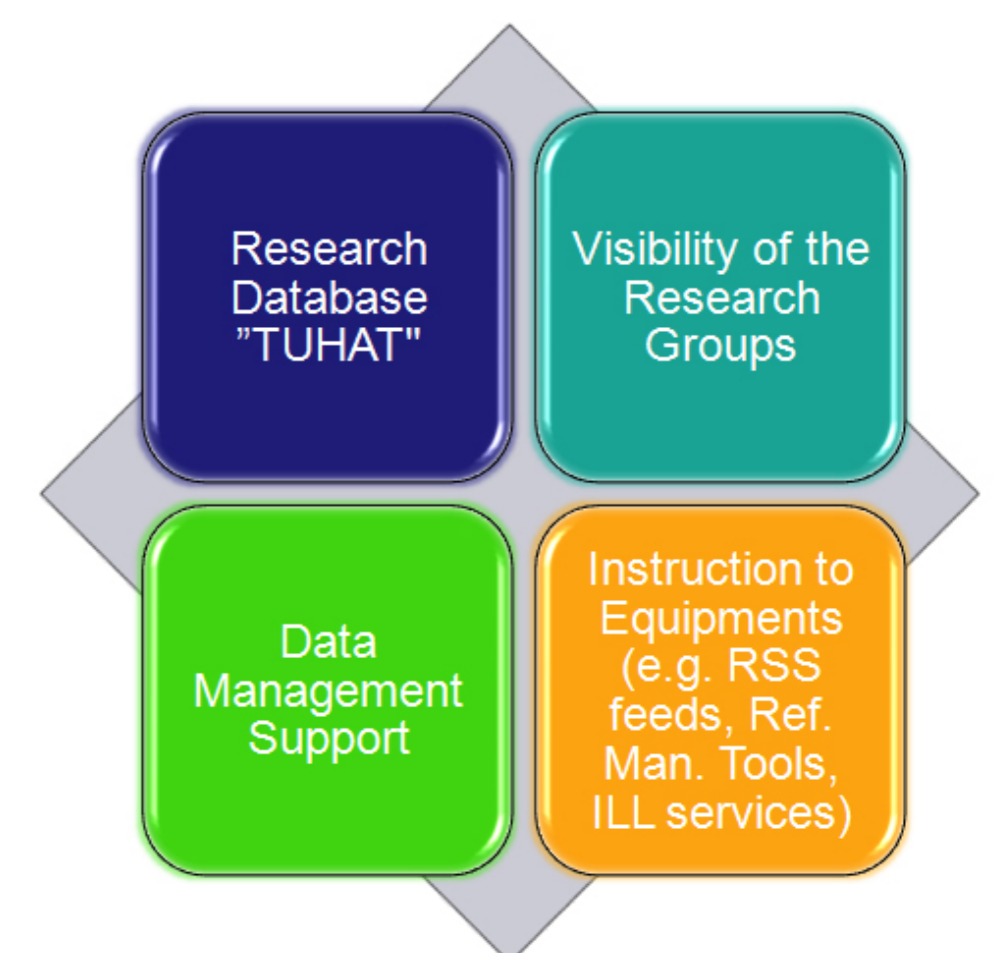 Research
Database
”TUHAT"
Visibility of the
Research
Groups
Data
Management
Support
Instruction to
Equipments
(e.g. RSS
feeds, Ref.
Man. Tools,
ILL services)